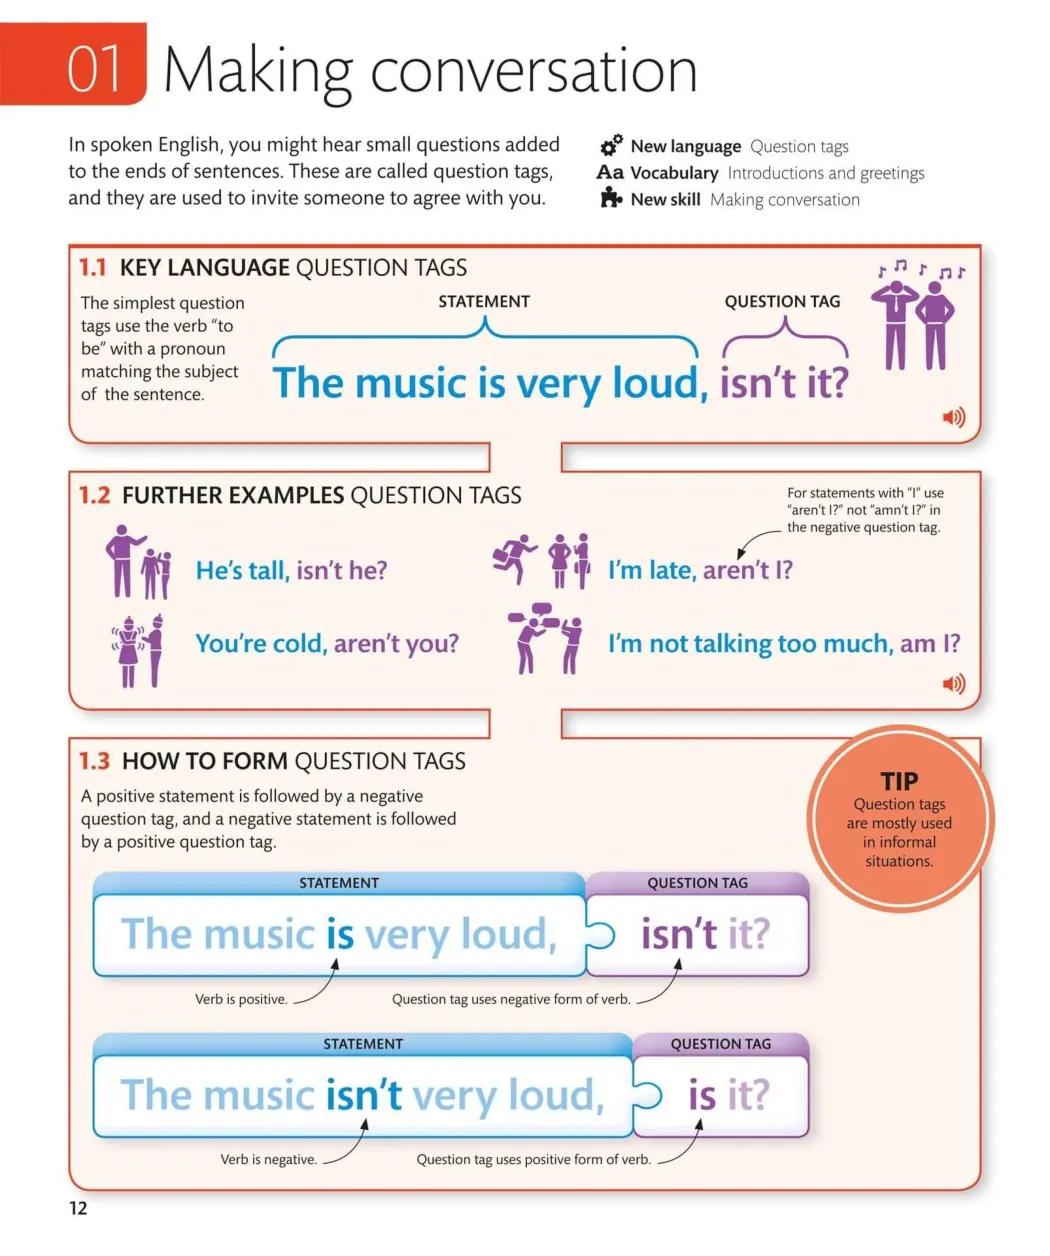 01 Making conversation
In spoken English, you might hear small questions added
to the ends of sentences. These are called question tags,
and they are used to invite someone to agree with you.
New language Question tags
Aa Vocabulary Introductions and greetings
New skill Making conversation
1.1 KEY LANGUAGE QUESTION TAGS
The simplest question
tags use the verb “to
be” with a pronoun
matching the subject
of the sentence.
STATEMENT
QUESTION TAG
The music is very loud, isn’t it?
1.2 FURTHER EXAMPLES QUESTION TAGS
For statements with “I” use
“aren’t I?” not “amn’t I?” in
the negative question tag.
He’s tall, isn’t he?
I’m late, aren’t I?
You’re cold, aren’t you?
I’m not talking too much, am I?
1.3 HOW TO FORM QUESTION TAGS
A positive statement is followed by a negative
question tag, and a negative statement is followed
by a positive question tag.
TIP
Question tags
are mostly used
in informal
situations.
STATEMENT
QUESTION TAG
The music is very loud, isn’t it?
Verb is positive.
Question tag uses negative form of verb.
STATEMENT
QUESTION TAG
The music isn’t very loud, is it?
Verb is negative.
Question tag uses positive form of verb.
12